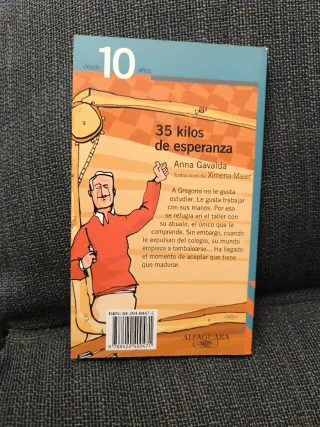 desde 10 años
35 kilos
de esperanza
Anna Gavalda
Ilustraciones de Ximena Maier
A Gregorio no le gusta
estudiar. Le gusta trabajar
con sus manos. Por eso
se refugia en el taller con
su abuelo, el único que le
comprende. Sin embargo, cuando
le expulsan del colegio, su mundo
empieza a tambalearse... Ha llegado
el momento de aceptar que tiene
que madurar.
ALFAGUARA